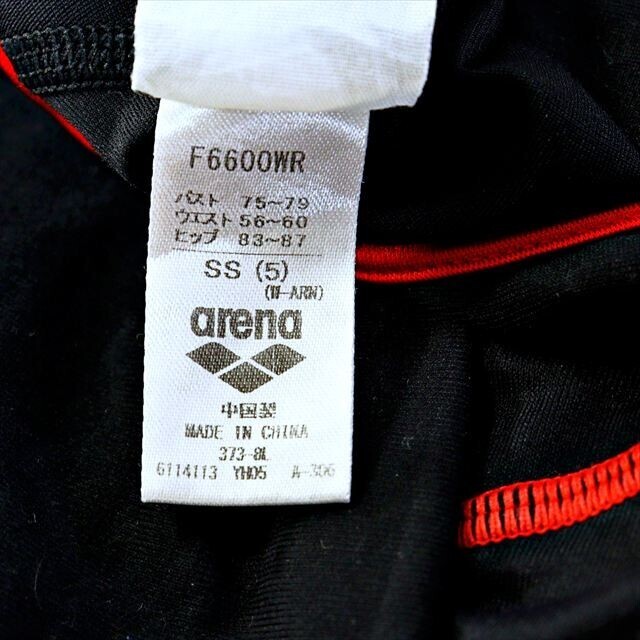 F6600WR
バスト 75~79
ウエスト 56~60
ヒップ 83~87
SS (5)
(W-ARN)
arena
中国製
MADE IN CHINA
373-8L
6114113 YH05 A-306